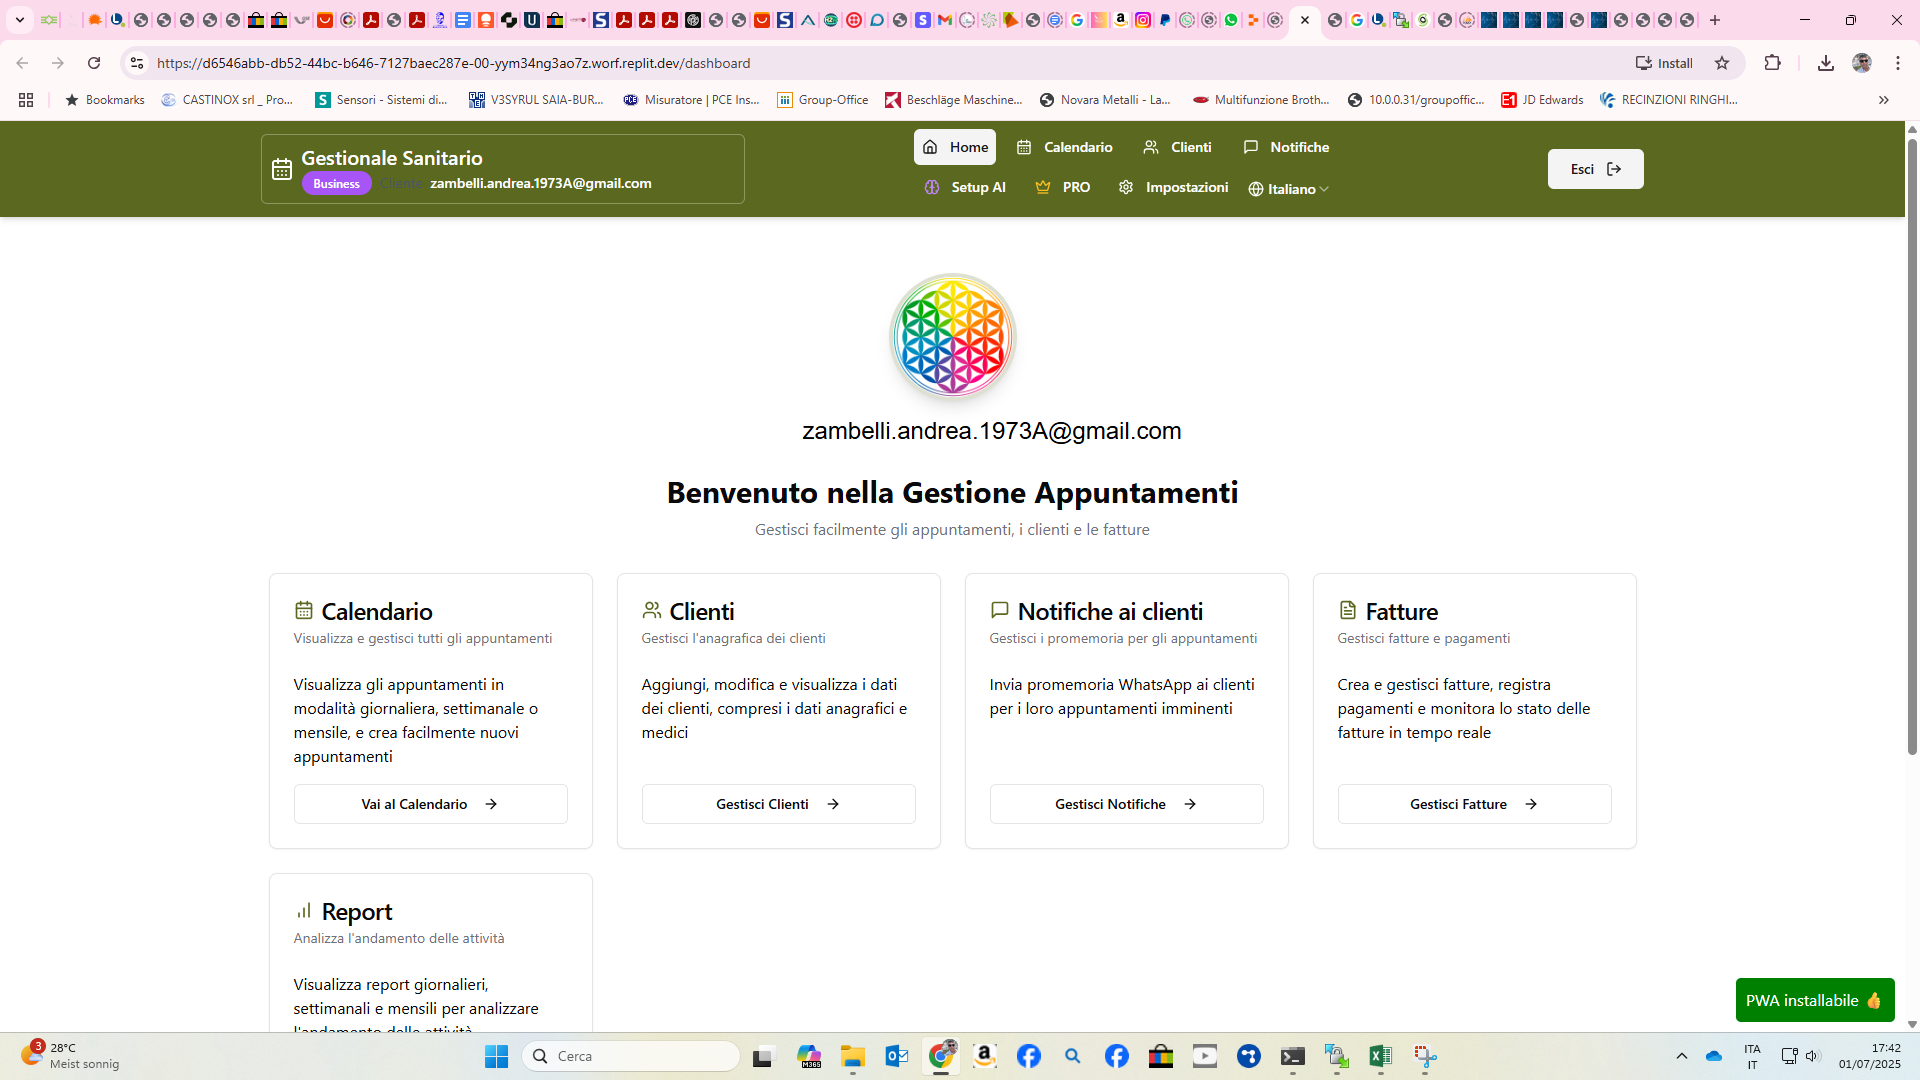 https://d6546abb-db52-44bc-b646-7127baec287e-00-yym34ng3ao7z.worf.replit.dev/dashboard
Install
Bookmarks
CASTINOX srl _ Pro...
Sensori - Sistemi di...
V3SYRUL SAIA-BUR...
Misuratore | PCE Ins...
Group-Office
Beschläge Maschine...
Novara Metalli - La...
Multifunzione Broth...
10.0.0.31/groupoffic...
JD Edwards
RECINZIONI RINGHI...
Gestionale Sanitario
Business Cliente zambelli.andrea.1973A@gmail.com
Home Calendario Clienti Notifiche
Setup AI PRO Impostazioni Italiano
Esci
zambelli.andrea.1973A@gmail.com
Benvenuto nella Gestione Appuntamenti
Gestisci facilmente gli appuntamenti, i clienti e le fatture
Calendario
Visualizza e gestisci tutti gli appuntamenti
Visualizza gli appuntamenti in
modalità giornaliera, settimanale o
mensile, e crea facilmente nuovi
appuntamenti
Vai al Calendario
Clienti
Gestisci l'anagrafica dei clienti
Aggiungi, modifica e visualizza i dati
dei clienti, compresi i dati anagrafici e
medici
Gestisci Clienti
Notifiche ai clienti
Gestisci i promemoria per gli appuntamenti
Invia promemoria WhatsApp ai clienti
per i loro appuntamenti imminenti
Gestisci Notifiche
Fatture
Gestisci fatture e pagamenti
Crea e gestisci fatture, registra
pagamenti e monitora lo stato delle
fatture in tempo reale
Gestisci Fatture
Report
Analizza l'andamento delle attività
Visualizza report giornalieri,
settimanali e mensili per analizzare
l'andamento delle attività
PWA installabile 👍
3
28°C
Meist sonnig
Cerca
ITA
IT
17:42
01/07/2025